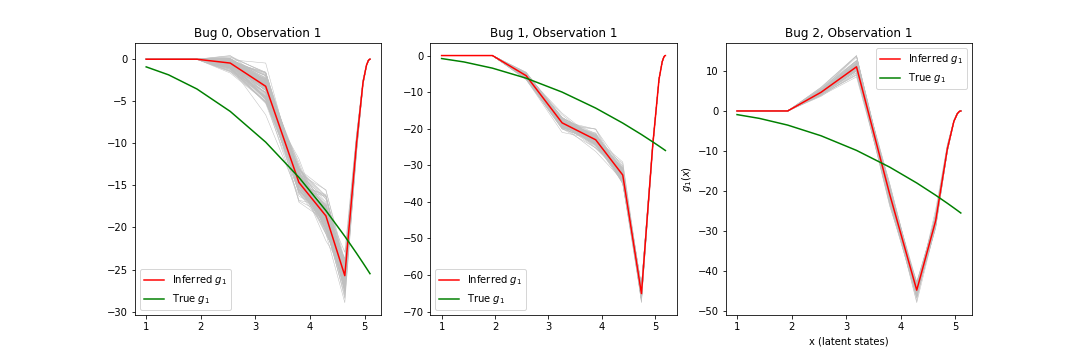 Bug 0, Observation 1
0
−5
−10
−15
−20
−25
−30
1 2 3 4 5
Inferred g₁
True g₁
Bug 1, Observation 1
0
−10
−20
−30
−40
−50
−60
−70
1 2 3 4 5
Inferred g₁
True g₁
Bug 2, Observation 1
g₁(x)
10
0
−10
−20
−30
−40
−50
1 2 3 4 5
x (latent states)
Inferred g₁
True g₁